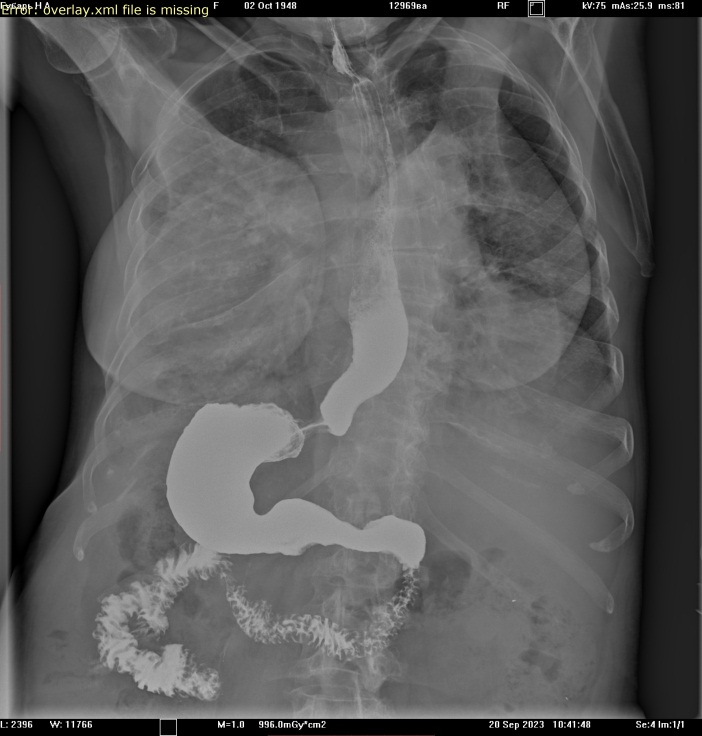 Error: overlay.xml file is missing
F 02 Oct 1948 12969ва RF kV:75 mAs:25.9 ms:81
L: 2396 W: 11766 M=1.0 996.0mGy*cm2 20 Sep 2023 10:41:48 Se:4 Im:1/1